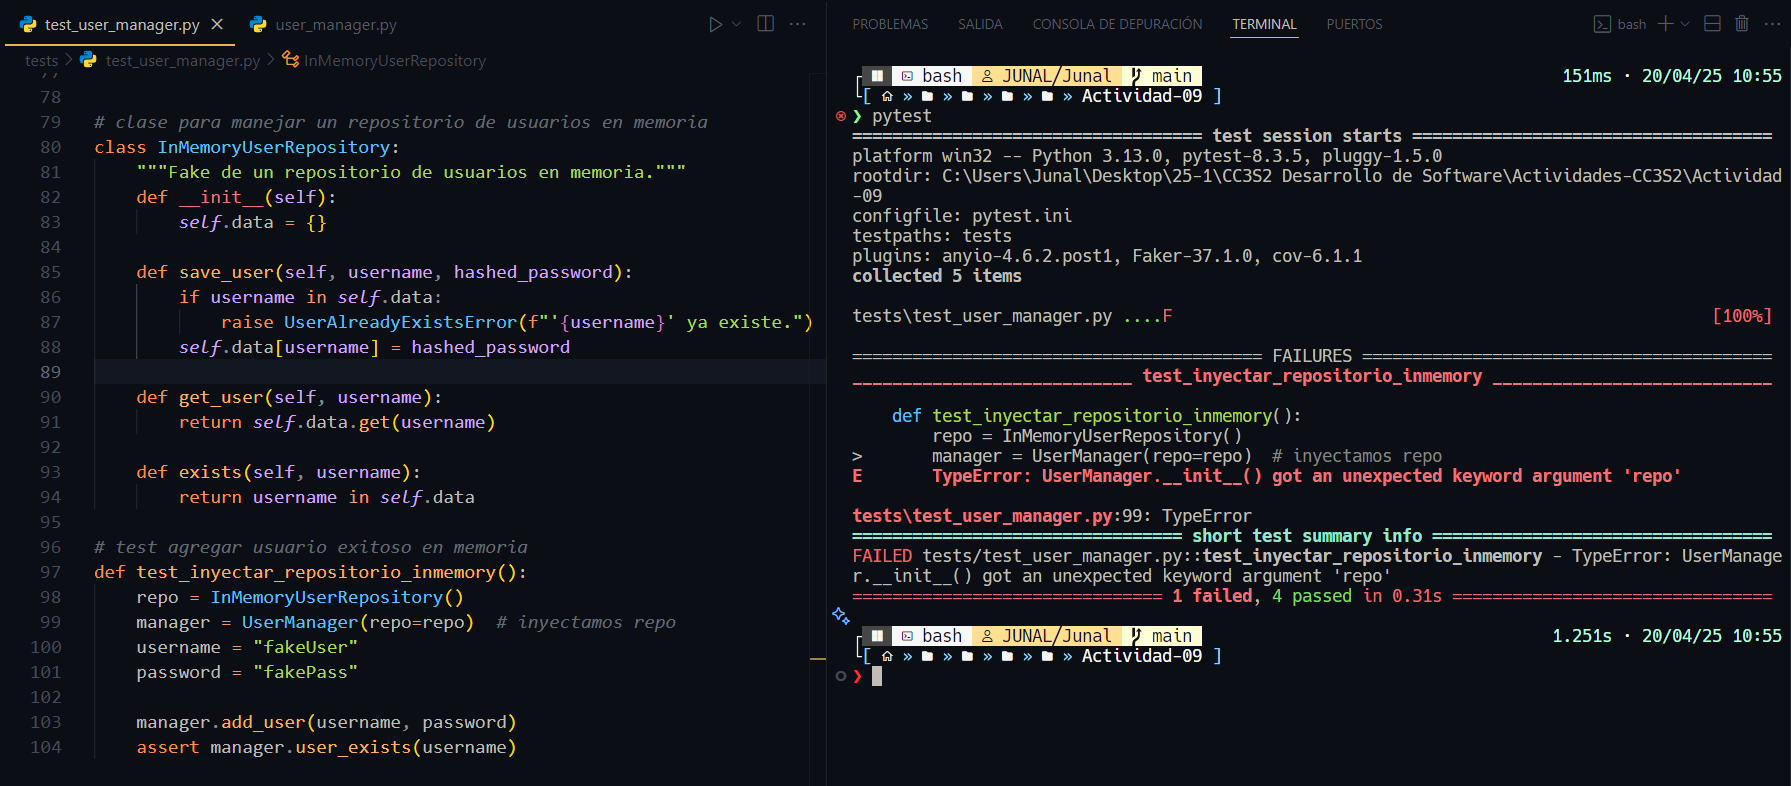 test_user_manager.py
user_manager.py
tests > test_user_manager.py > InMemoryUserRepository
77
78
79 # clase para manejar un repositorio de usuarios en memoria
80 class InMemoryUserRepository:
81 """Fake de un repositorio de usuarios en memoria."""
82 def __init__(self):
83 self.data = {}
84
85 def save_user(self, username, hashed_password):
86 if username in self.data:
87 raise UserAlreadyExistsError(f"'{username}' ya existe.")
88 self.data[username] = hashed_password
89
90 def get_user(self, username):
91 return self.data.get(username)
92
93 def exists(self, username):
94 return username in self.data
95
96 # test agregar usuario exitoso en memoria
97 def test_inyectar_repositorio_inmemory():
98 repo = InMemoryUserRepository()
99 manager = UserManager(repo=repo)  # inyectamos repo
100 username = "fakeUser"
101 password = "fakePass"
102
103 manager.add_user(username, password)
104 assert manager.user_exists(username)
PROBLEMAS SALIDA CONSOLA DE DEPURACIÓN TERMINAL PUERTOS
bash
bash JUNAL/Junal main 151ms · 20/04/25 10:55
[ » » » » » Actividad-09 ]
❯ pytest
=================================== test session starts ====================================
platform win32 -- Python 3.13.0, pytest-8.3.5, pluggy-1.5.0
rootdir: C:\Users\Junal\Desktop\25-1\CC3S2 Desarrollo de Software\Actividades-CC3S2\Actividad
-09
configfile: pytest.ini
testpaths: tests
plugins: anyio-4.6.2.post1, Faker-37.1.0, cov-6.1.1
collected 5 items
tests\test_user_manager.py ....F [100%]
========================================= FAILURES =========================================
____________________________ test_inyectar_repositorio_inmemory ____________________________
def test_inyectar_repositorio_inmemory():
repo = InMemoryUserRepository()
> manager = UserManager(repo=repo)  # inyectamos repo
E TypeError: UserManager.__init__() got an unexpected keyword argument 'repo'
tests\test_user_manager.py:99: TypeError
================================= short test summary info ==================================
FAILED tests/test_user_manager.py::test_inyectar_repositorio_inmemory - TypeError: UserManage
r.__init__() got an unexpected keyword argument 'repo'
=============================== 1 failed, 4 passed in 0.31s ================================
bash JUNAL/Junal main 1.251s · 20/04/25 10:55
[ » » » » » Actividad-09 ]
❯